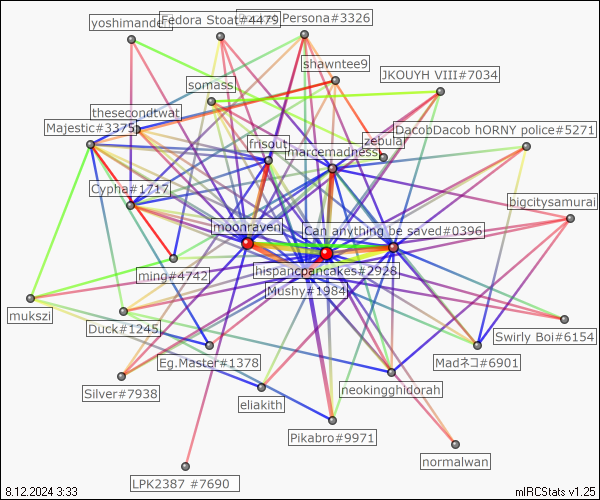 yoshimande
Fedora Stoat#4479
Persona#3326
shawntee9
JKOUYH VIII#7034
somass
thesecondtwat
Majestic#3375
DacobDacob hORNY police#5271
zebulaj
frisout
marcemadness
Cypha#1717
bigcitysamurai
moonraven
Can anything be saved#0396
ming#4742
hispancpancakes#2928
Mushy#1984
mukszi
Duck#1245
Swirly Boi#6154
Eg.Master#1378
Madネコ#6901
Silver#7938
neokingghidorah
eliakith
Pikabro#9971
normalwan
LPK2387 #7690
8.12.2024 3:33
mIRCStats v1.25